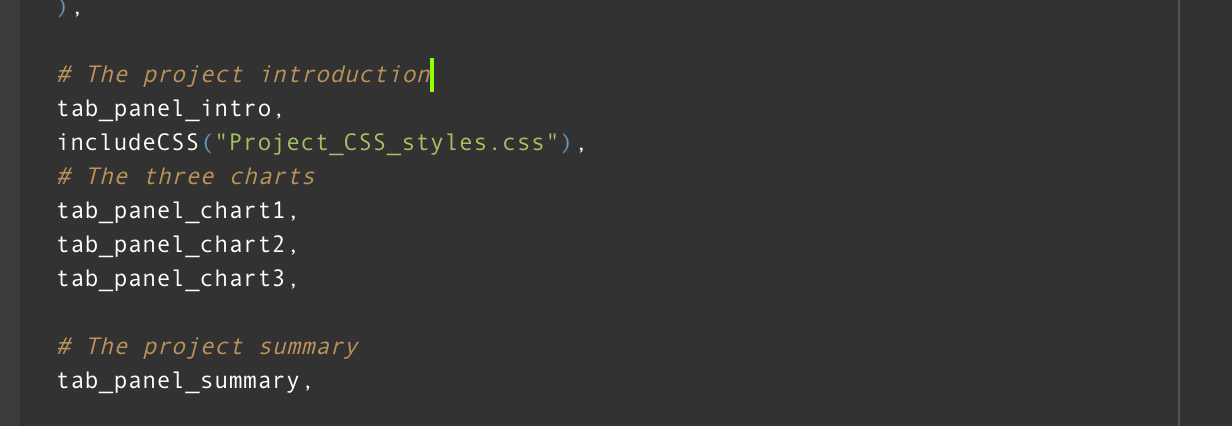 ),
# The project introduction
tab_panel_intro,
includeCSS("Project_CSS_styles.css"),
# The three charts
tab_panel_chart1,
tab_panel_chart2,
tab_panel_chart3,
# The project summary
tab_panel_summary,